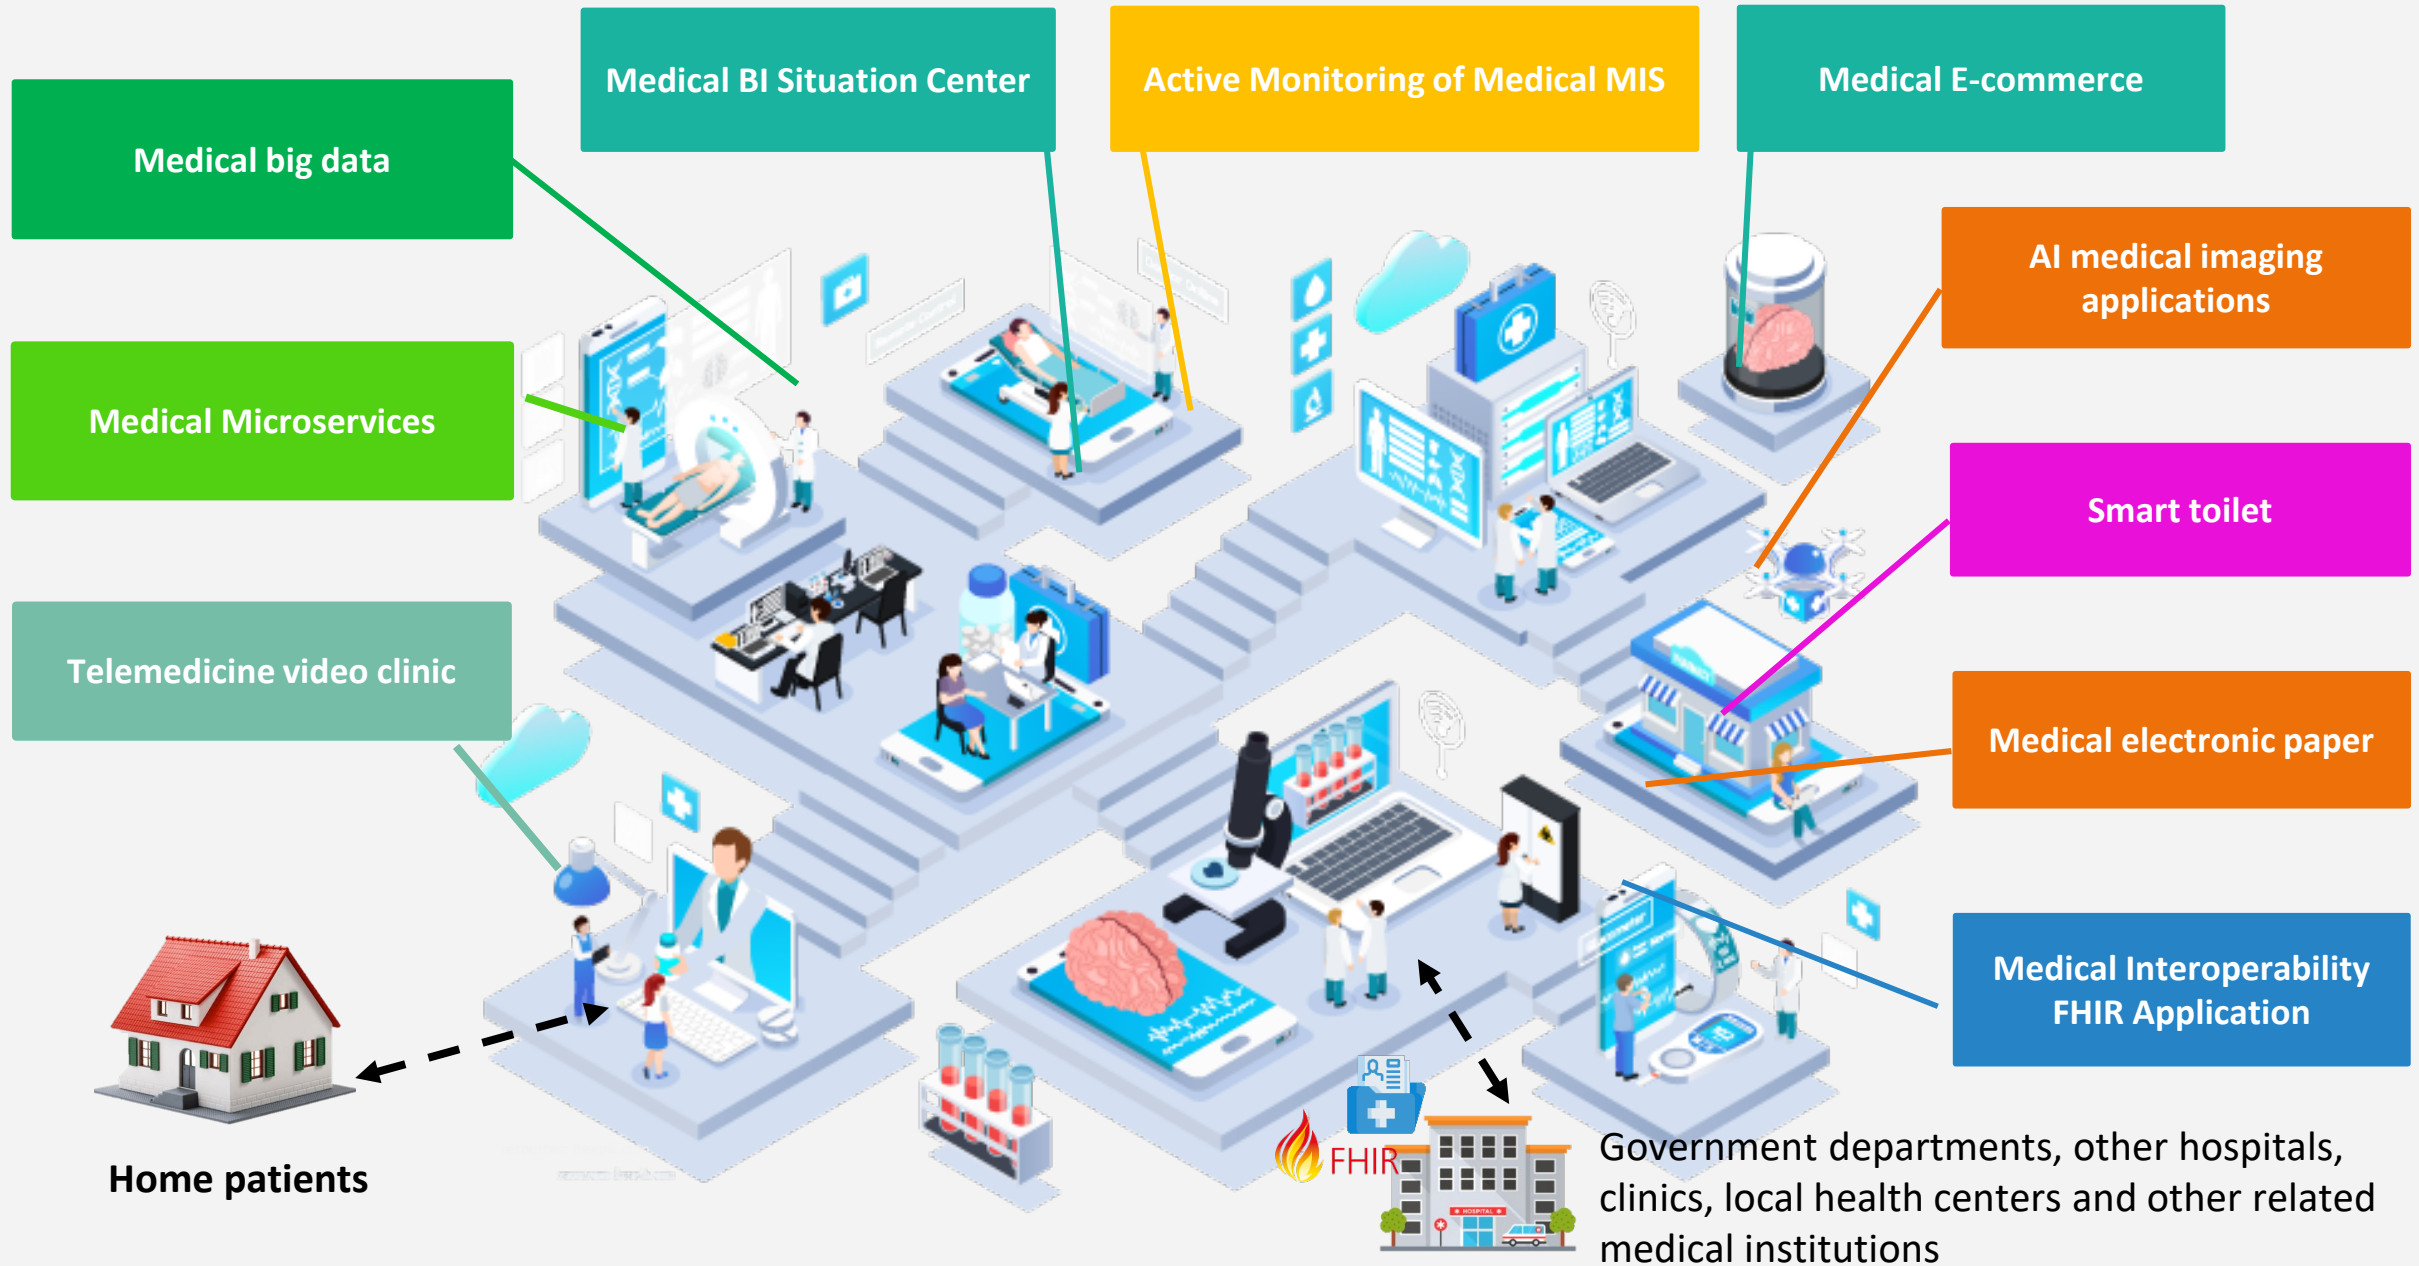 Medical BI Situation Center
Active Monitoring of Medical MIS
Medical E-commerce
Medical big data
AI medical imaging
applications
Medical Microservices
Smart toilet
Telemedicine video clinic
Medical electronic paper
Medical Interoperability
FHIR Application
Home patients
FHIR
HOSPITAL
Government departments, other hospitals,
clinics, local health centers and other related
medical institutions